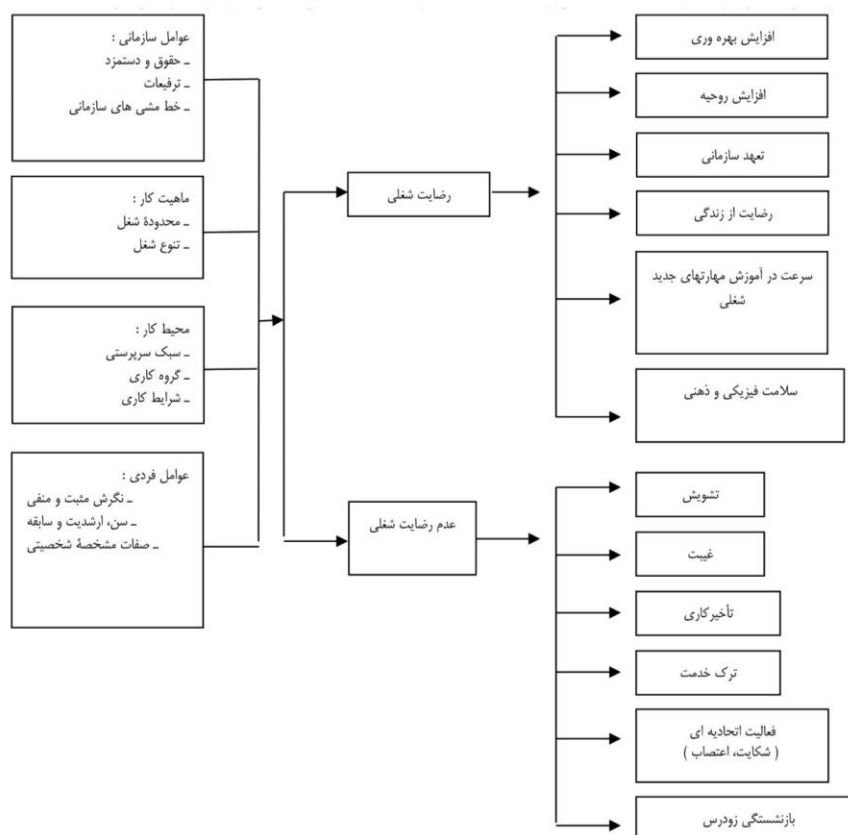 عوامل سازمانی :
ـ حقوق و دستمزد
ـ ترفیعات
ـ خط مشی های سازمانی
ماهیت کار :
ـ محدودۀ شغل
ـ تنوع شغل
محیط کار :
ـ سبک سرپرستی
ـ گروه کاری
ـ شرایط کاری
عوامل فردی :
ـ نگرش مثبت و منفی
ـ سن، ارشدیت و سابقه
ـ صفات مشخصۀ شخصیتی
رضایت شغلی
عدم رضایت شغلی
افزایش بهره وری
افزایش روحیه
تعهد سازمانی
رضایت از زندگی
سرعت در آموزش مهارتهای جدید
شغلی
سلامت فیزیکی و ذهنی
تشویش
غیبت
تأخیرکاری
ترک خدمت
فعالیت اتحادیه ای
( شکایت، اعتصاب )
بازنشستگی زودرس